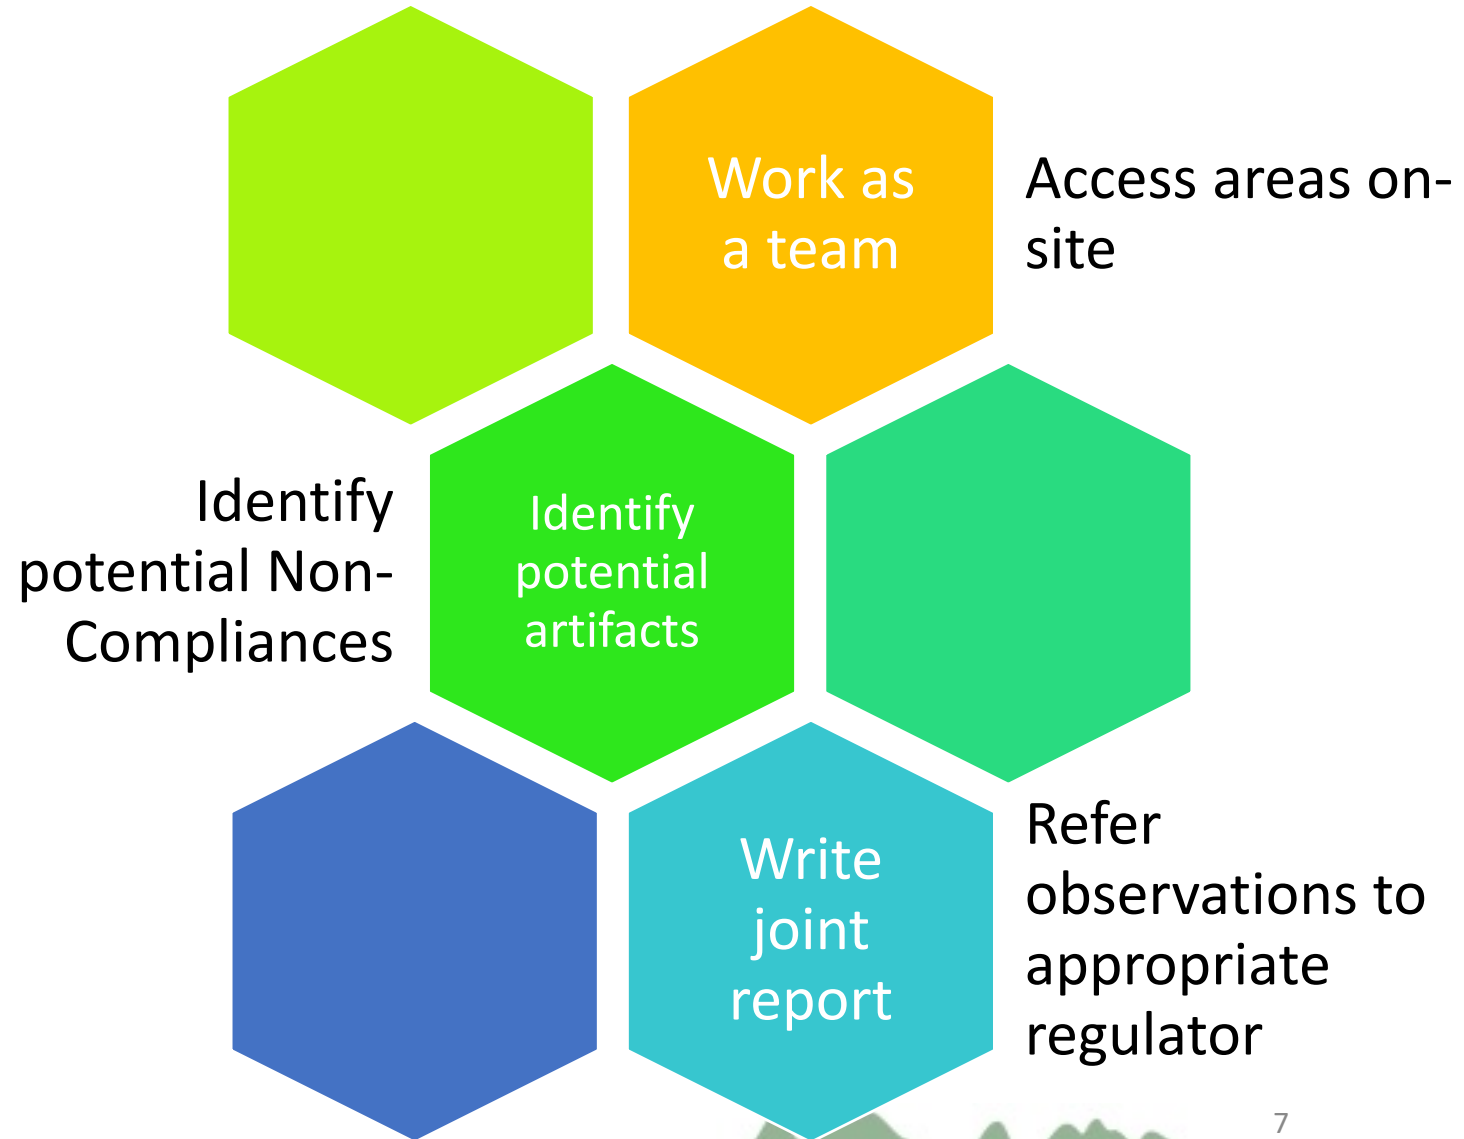 Work as
a team
Access areas on-
site
Identify
potential Non-
Compliances
Identify
potential
artifacts
Write
joint
report
Refer
observations to
appropriate
regulator
7